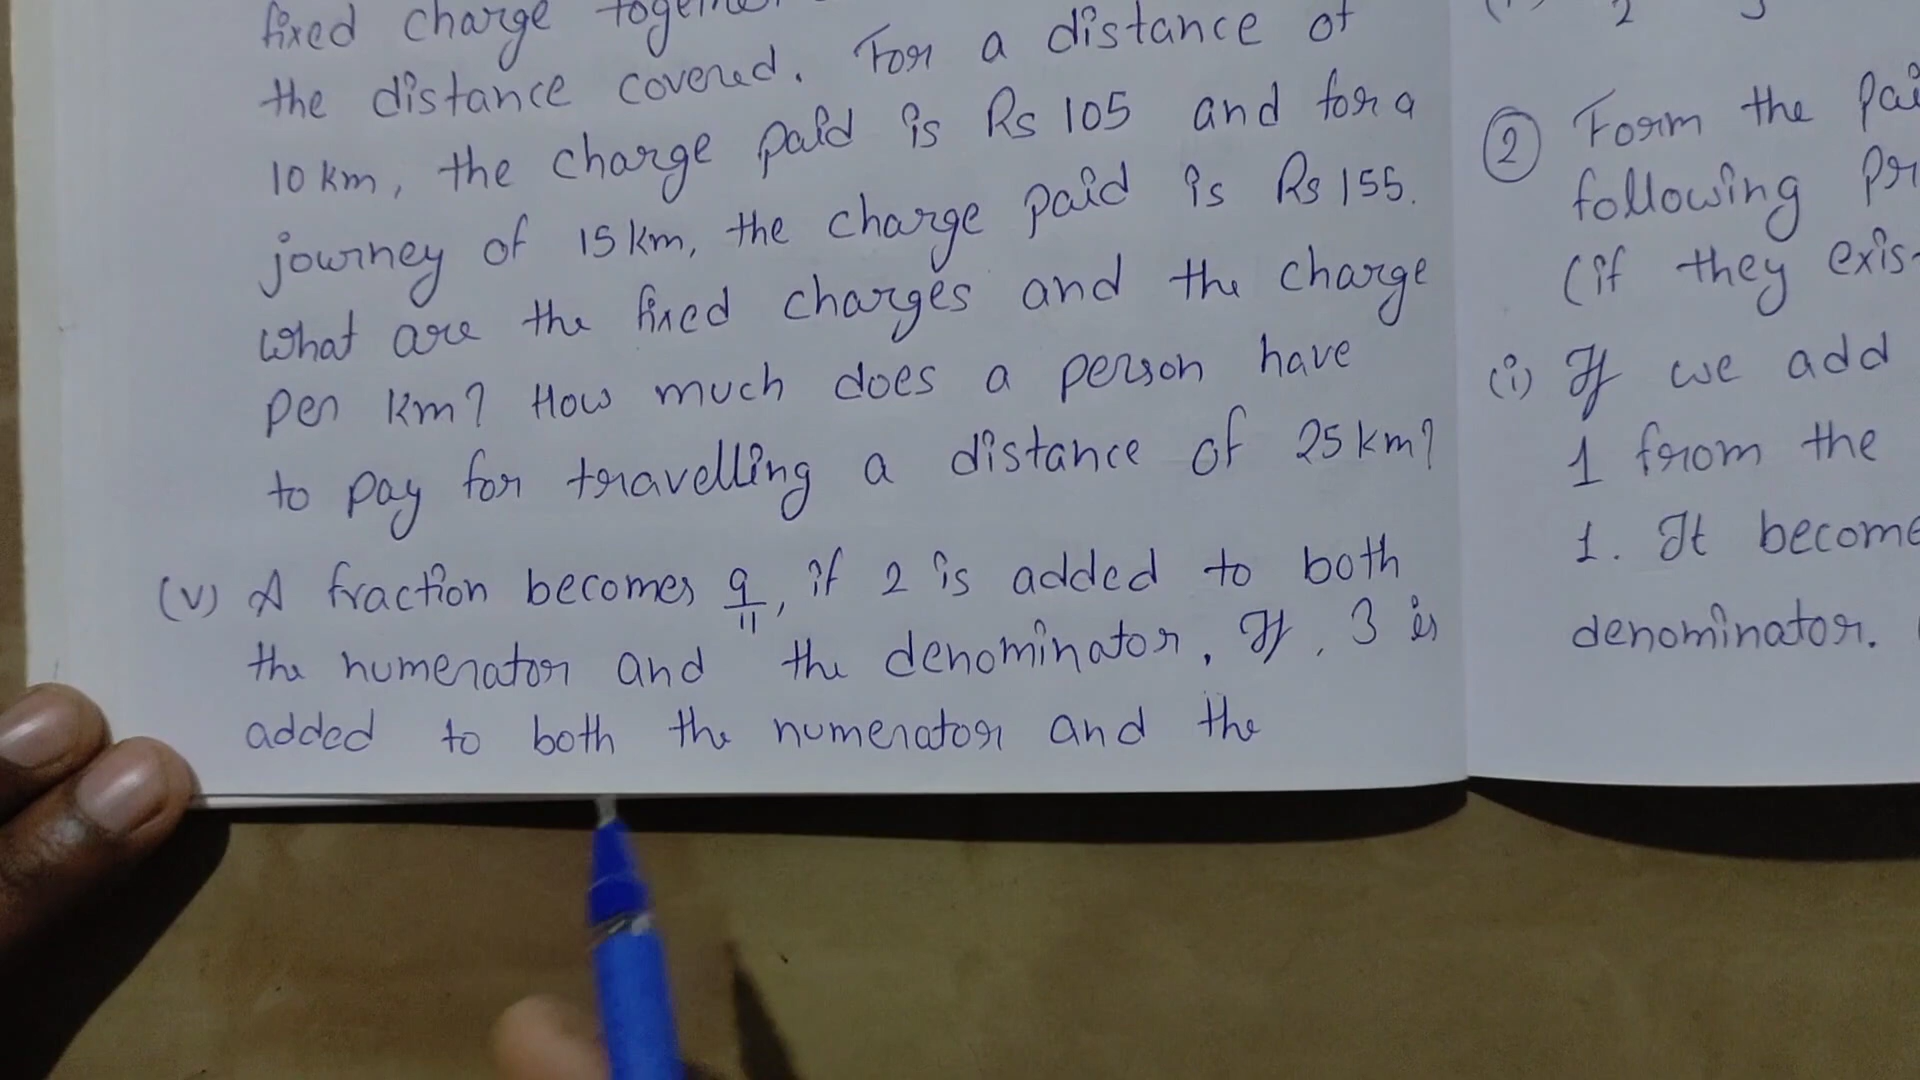 fixed charge
the distance covered. For a distance of
10 km, the charge paid is Rs 105 and for a
journey of 15 km, the charge paid is Rs 155.
What are the fixed charges and the charge
per km? How much does a person have
to pay for travelling a distance of 25 km?
(v) A fraction becomes 9/11, if 2 is added to both
the numerator and the denominator. If, 3 is
added to both the numerator and the
2 Form the
following
(if they
(i) If we add
1 from the
1. It become
denominator.